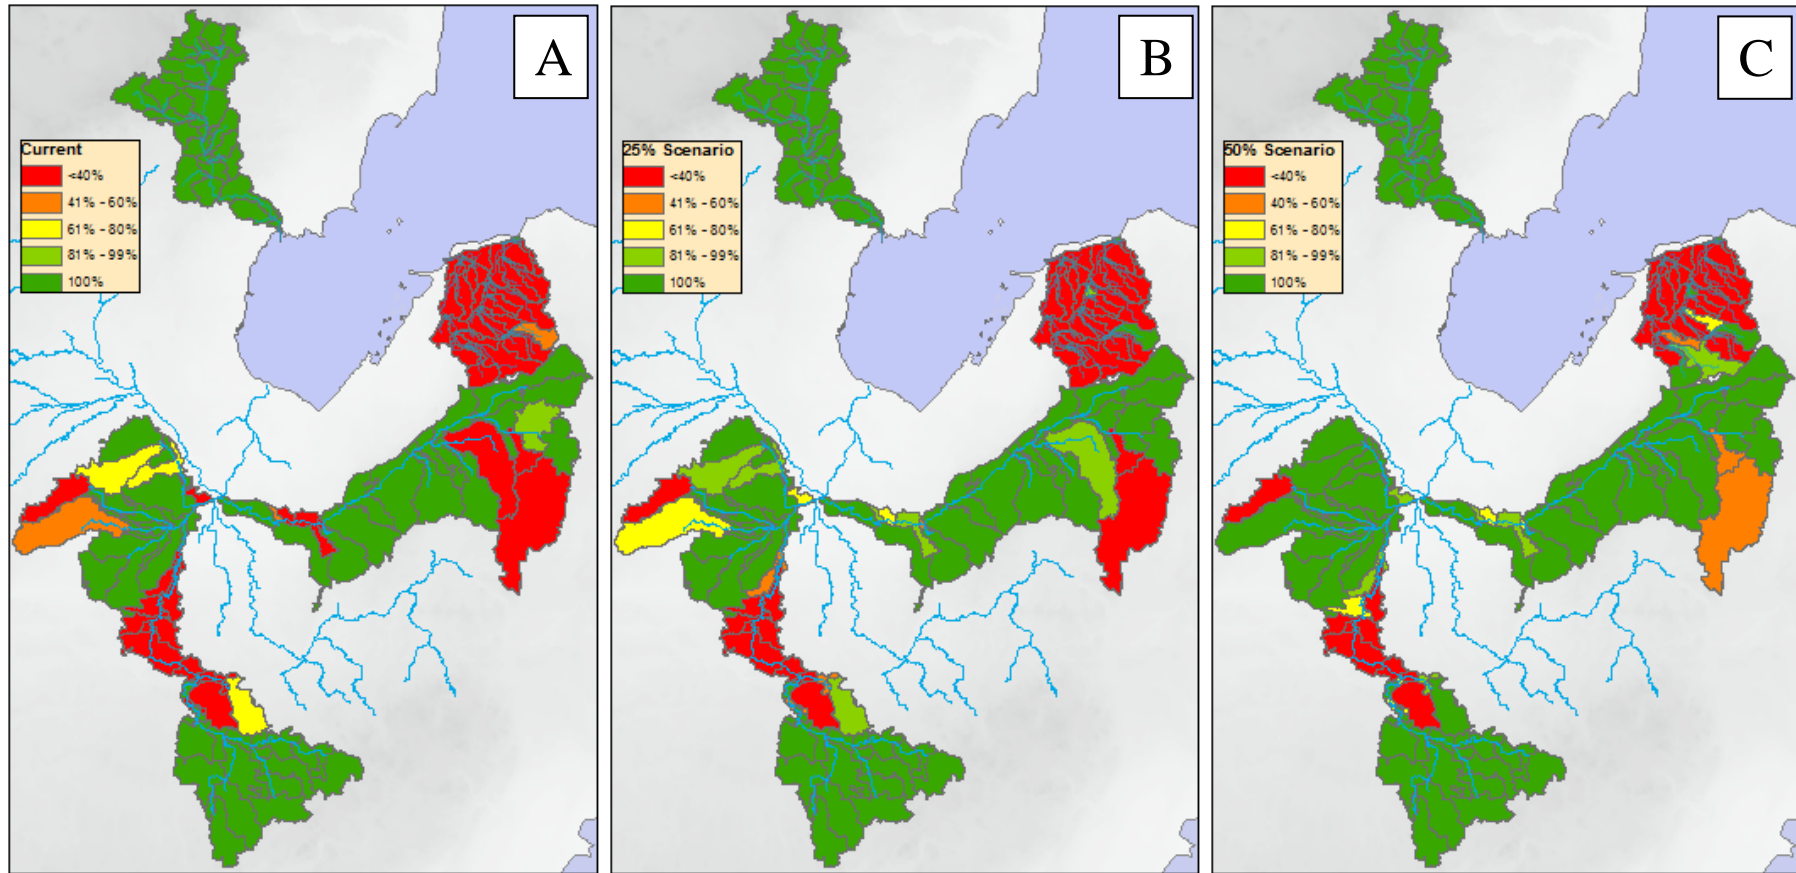 A
Current
<40%
41% - 60%
61% - 80%
81% - 99%
100%
B
25% Scenario
<40%
41% - 60%
61% - 80%
81% - 99%
100%
C
50% Scenario
<40%
40% - 60%
61% - 80%
81% - 99%
100%